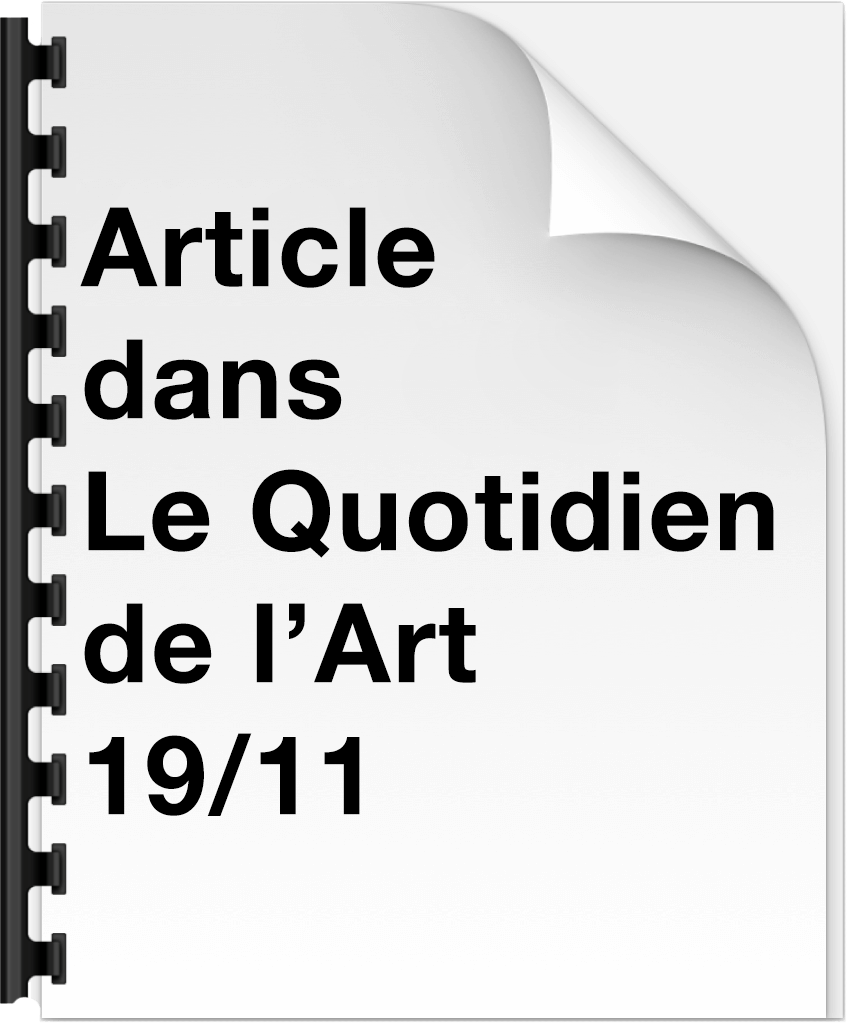 Article
dans
Le Quotidien
de l’Art
19/11